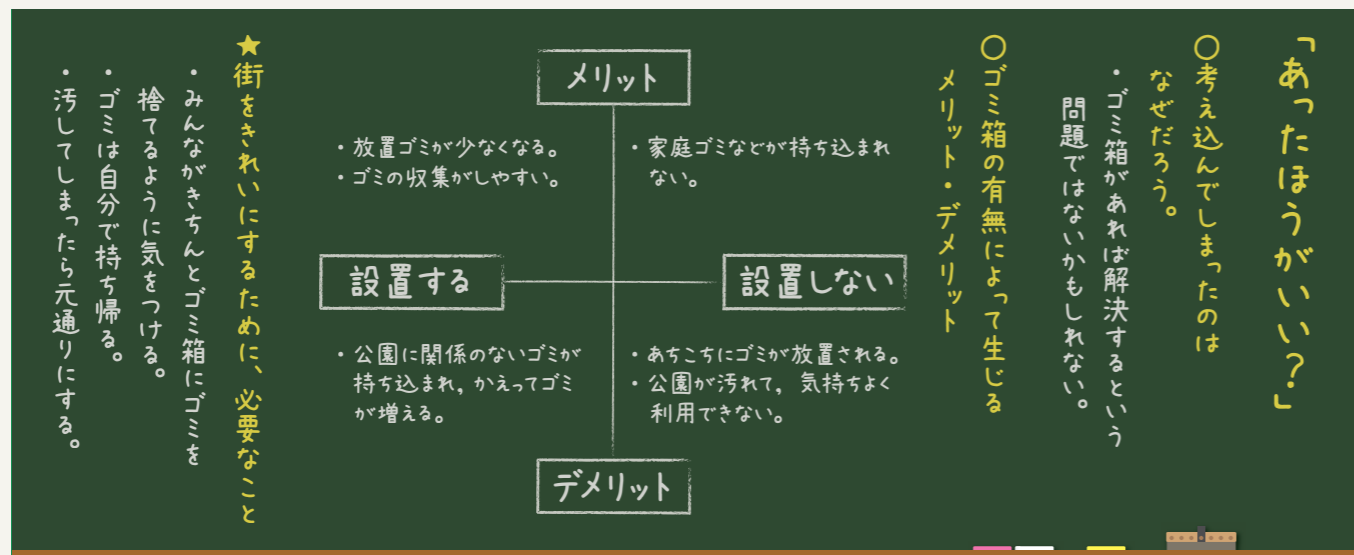 「あったほうがいい？」
〇考え込んでしまったのは
なぜだろう。
・ゴミ箱があれば解決するという
問題ではないかもしれない。
〇ゴミ箱の有無によって生じる
メリット・デメリット
メリット
・放置ゴミが少なくなる。
・ゴミの収集がしやすい。
・家庭ゴミなどが持ち込まれ
ない。
設置する
設置しない
・公園に関係のないゴミが
持ち込まれ，かえってゴミ
が増える。
・あちこちにゴミが放置される。
・公園が汚れて，気持ちよく
利用できない。
デメリット
★街をきれいにするために、必要なこと
・みんながきちんとゴミ箱にゴミを
捨てるように気をつける。
・ゴミは自分で持ち帰る。
・汚してしまったら元通りにする。